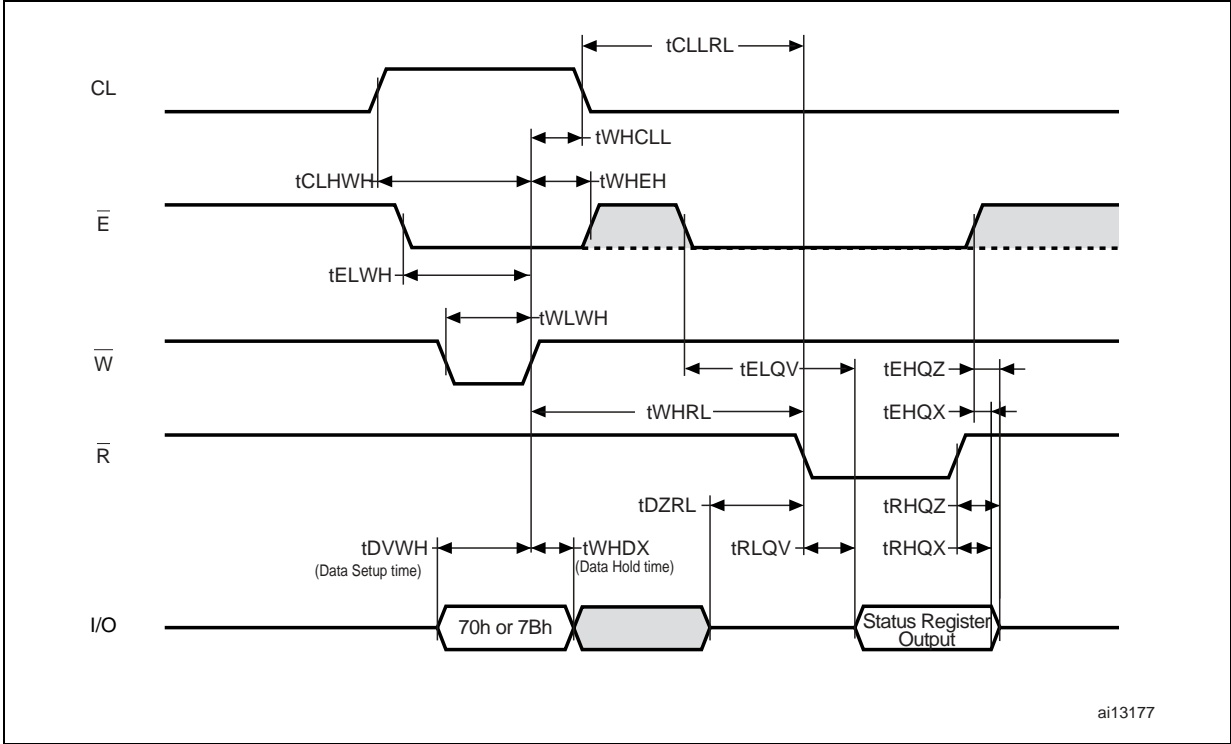 tCLLRL
CL
tWHCLL
tCLHWH
tWHEH
E
tELWH
tWLWH
W
tELQV
tEHQZ
tWHRL
tEHQX
R
tDZRL
tRHQZ
tDVWH
(Data Setup time)
tWHDX
(Data Hold time)
tRLQV
tRHQX
I/O
70h or 7Bh
Status Register
Output
ai13177